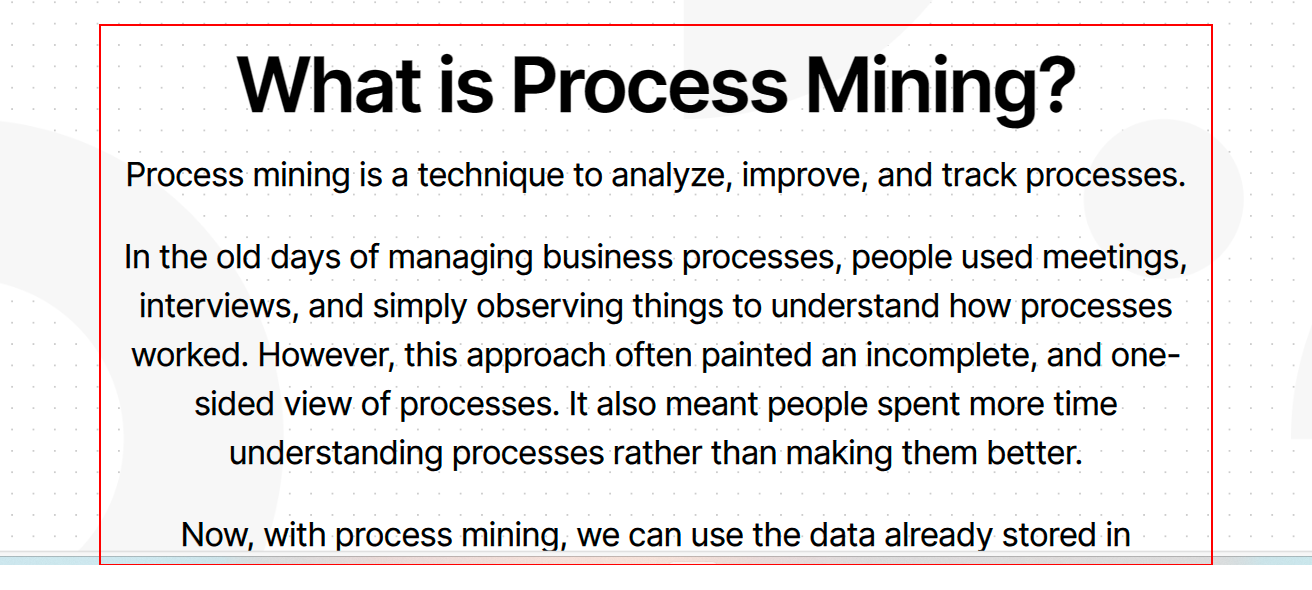 What is Process Mining?
Process mining is a technique to analyze, improve, and track processes.
In the old days of managing business processes, people used meetings,
interviews, and simply observing things to understand how processes
worked. However, this approach often painted an incomplete, and one-
sided view of processes. It also meant people spent more time
understanding processes rather than making them better.
Now, with process mining, we can use the data already stored in